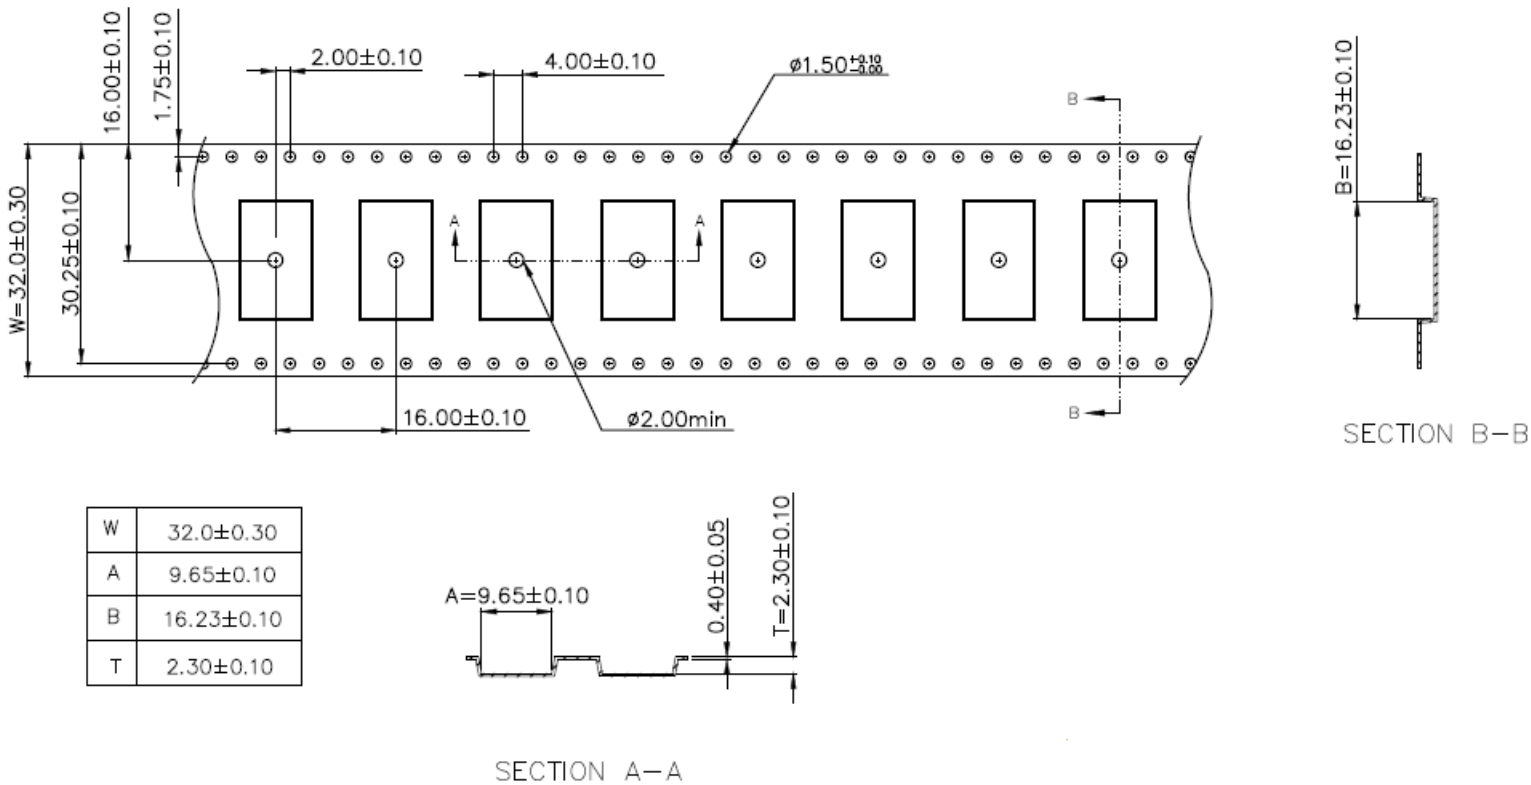 16.00±0.10
1.75±0.10
2.00±0.10
4.00±0.10
ø1.50+0.10 -0.00
B
B=16.23±0.10
W=32.0±0.30
30.25±0.10
A
A
16.00±0.10
ø2.00min
B
SECTION B-B
W 32.0±0.30
A 9.65±0.10
B 16.23±0.10
T 2.30±0.10
A=9.65±0.10
0.40±0.05
T=2.30±0.10
SECTION A-A